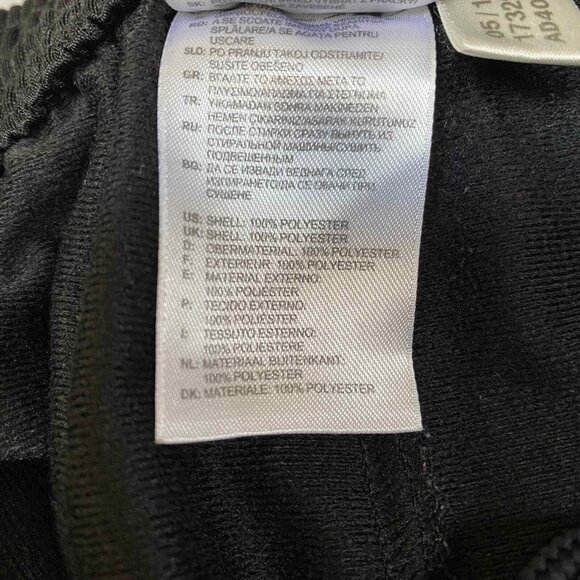 RO: A SE SCOATE IMEDIAT DUPA
SPLĂLARE/A SE AGATA PENTRU
USCARE
SLO: PO PRANJU TAKOJ ODSTRANITE/
SUŠITE OBEŠENO
GR: ΒΓΑΛΤΕ ΤΟ ΑΜΕΣΩΣ ΜΕΤΑ ΤΟ
ΠΛΥΣΙΜΟ/ΑΠΛΩΜΑ ΓΙΑ ΣΤΕΓΝΩΜΑ
TR: YIKAMADAN SONRA MAKINEDEN
HEMEN ÇIKARINIZ/ASARAK KURUTUNUZ
RU: ПОСЛЕ СТИРКИ СРАЗУ ВЫНУТЬ ИЗ
СТИРАЛЬНОЙ МАШИНЫ/СУШИТЬ
ПОДВЕШЕННЫМ
BG: ДА СЕ ИЗВАДИ ВЕДНАГА СЛЕД
ИЗПИРАНЕТО/ДА СЕ ОКАЧИ ПРИ
СУШЕНЕ
US: SHELL: 100% POLYESTER
UK: SHELL: 100% POLYESTER
D: OBERMATERIAL: 100% POLYESTER
F: EXTERIEUR: 100% POLYESTER
E: MATERIAL EXTERNO:
100% POLIÉSTER
P: TECIDO EXTERNO:
100% POLIESTER
I: TESSUTO ESTERNO:
100% POLIESTERE
NL: MATERIAAL BUITENKANT:
100% POLYESTER
DK: MATERIALE: 100% POLYESTER
05.1
1732
AD40